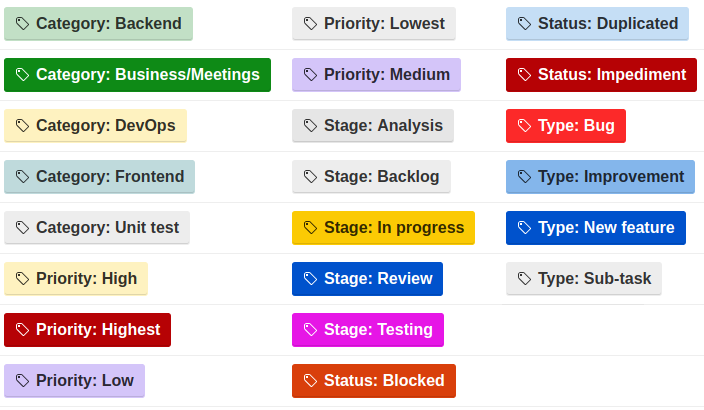 Category: Backend
Category: Business/Meetings
Category: DevOps
Category: Frontend
Category: Unit test
Priority: High
Priority: Highest
Priority: Low
Priority: Lowest
Priority: Medium
Stage: Analysis
Stage: Backlog
Stage: In progress
Stage: Review
Stage: Testing
Status: Blocked
Status: Duplicated
Status: Impediment
Type: Bug
Type: Improvement
Type: New feature
Type: Sub-task